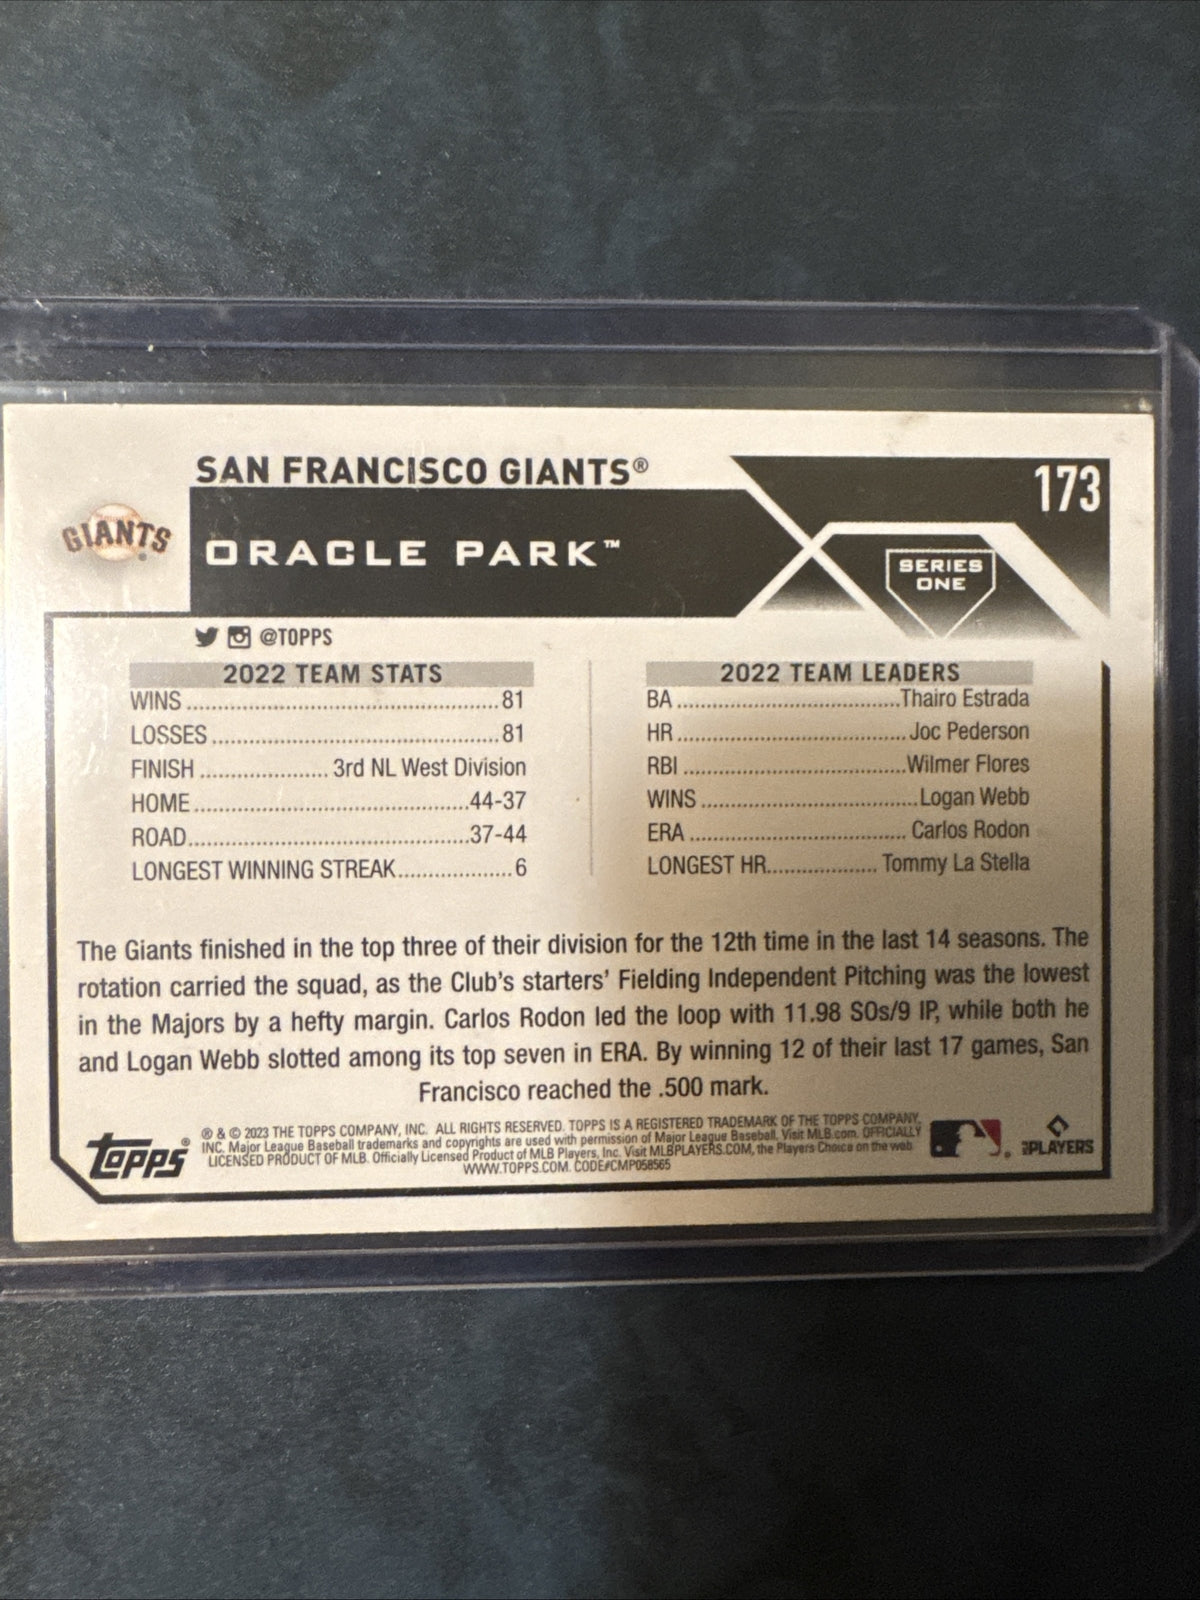 SAN FRANCISCO GIANTS®
173
GIANTS
ORACLE PARK™
SERIES
ONE
@TOPPS
2022 TEAM STATS
WINS 81
LOSSES 81
FINISH 3rd NL West Division
HOME 44-37
ROAD 37-44
LONGEST WINNING STREAK 6
2022 TEAM LEADERS
BA Thairo Estrada
HR Joc Pederson
RBI Wilmer Flores
WINS Logan Webb
ERA Carlos Rodon
LONGEST HR Tommy La Stella
The Giants finished in the top three of their division for the 12th time in the last 14 seasons. The
rotation carried the squad, as the Club's starters' Fielding Independent Pitching was the lowest
in the Majors by a hefty margin. Carlos Rodon led the loop with 11.98 SOs/9 IP, while both he
and Logan Webb slotted among its top seven in ERA. By winning 12 of their last 17 games, San
Francisco reached the .500 mark.
Topps®
® & © 2023 THE TOPPS COMPANY, INC. ALL RIGHTS RESERVED. TOPPS IS A REGISTERED TRADEMARK OF THE TOPPS COMPANY,
INC. Major League Baseball trademarks and copyrights are used with permission of Major League Baseball. Visit MLB.com. OFFICIALLY
LICENSED PRODUCT OF MLB. Officially Licensed Product of MLB Players, Inc. Visit MLBPLAYERS.COM, the Players Choice on the web.
WWW.TOPPS.COM. CODE#CMP058565
PLAYERS